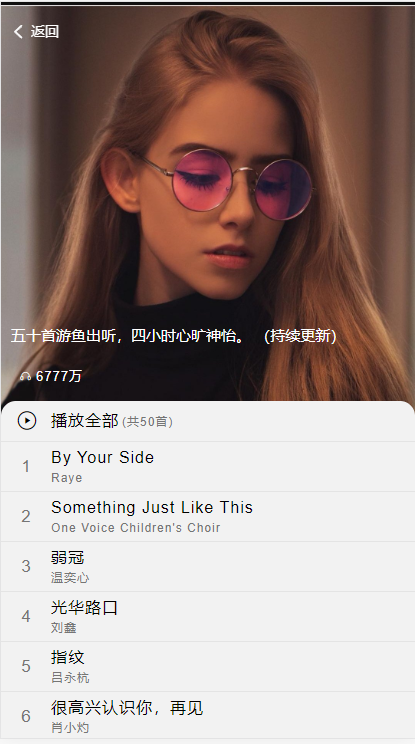 返回
五十首游鱼出听，四小时心旷神怡。 （持续更新）
6777万
播放全部 (共50首)
1 By Your Side
Raye
2 Something Just Like This
One Voice Children's Choir
3 弱冠
温奕心
4 光华路口
刘鑫
5 指纹
吕永杭
6 很高兴认识你，再见
肖小灼